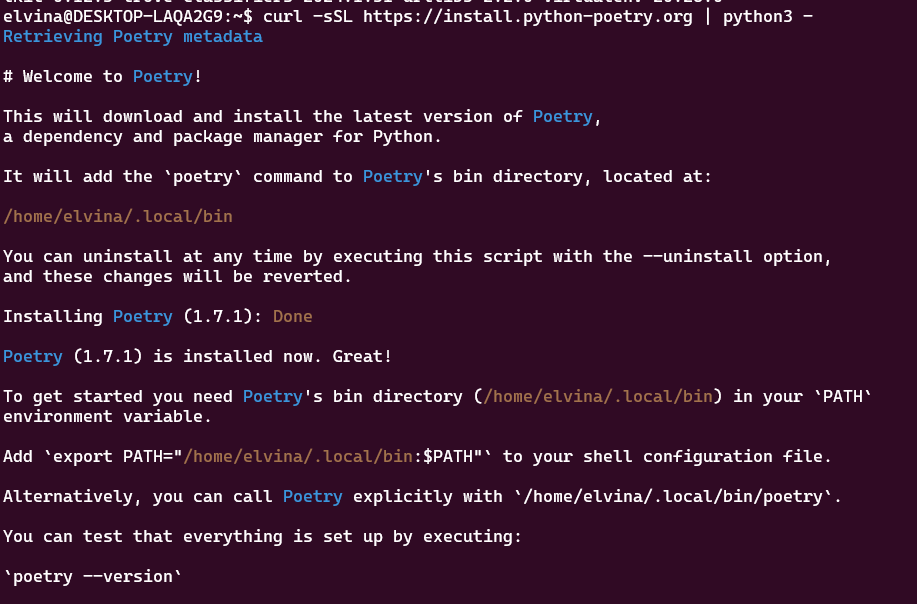 elvina@DESKTOP-LAQA2G9:~$ curl -sSL https://install.python-poetry.org | python3 -
Retrieving Poetry metadata
# Welcome to Poetry!
This will download and install the latest version of Poetry,
a dependency and package manager for Python.
It will add the `poetry` command to Poetry's bin directory, located at:
/home/elvina/.local/bin
You can uninstall at any time by executing this script with the --uninstall option,
and these changes will be reverted.
Installing Poetry (1.7.1): Done
Poetry (1.7.1) is installed now. Great!
To get started you need Poetry's bin directory (/home/elvina/.local/bin) in your `PATH`
environment variable.
Add `export PATH="/home/elvina/.local/bin:$PATH"` to your shell configuration file.
Alternatively, you can call Poetry explicitly with `/home/elvina/.local/bin/poetry`.
You can test that everything is set up by executing:
`poetry --version`